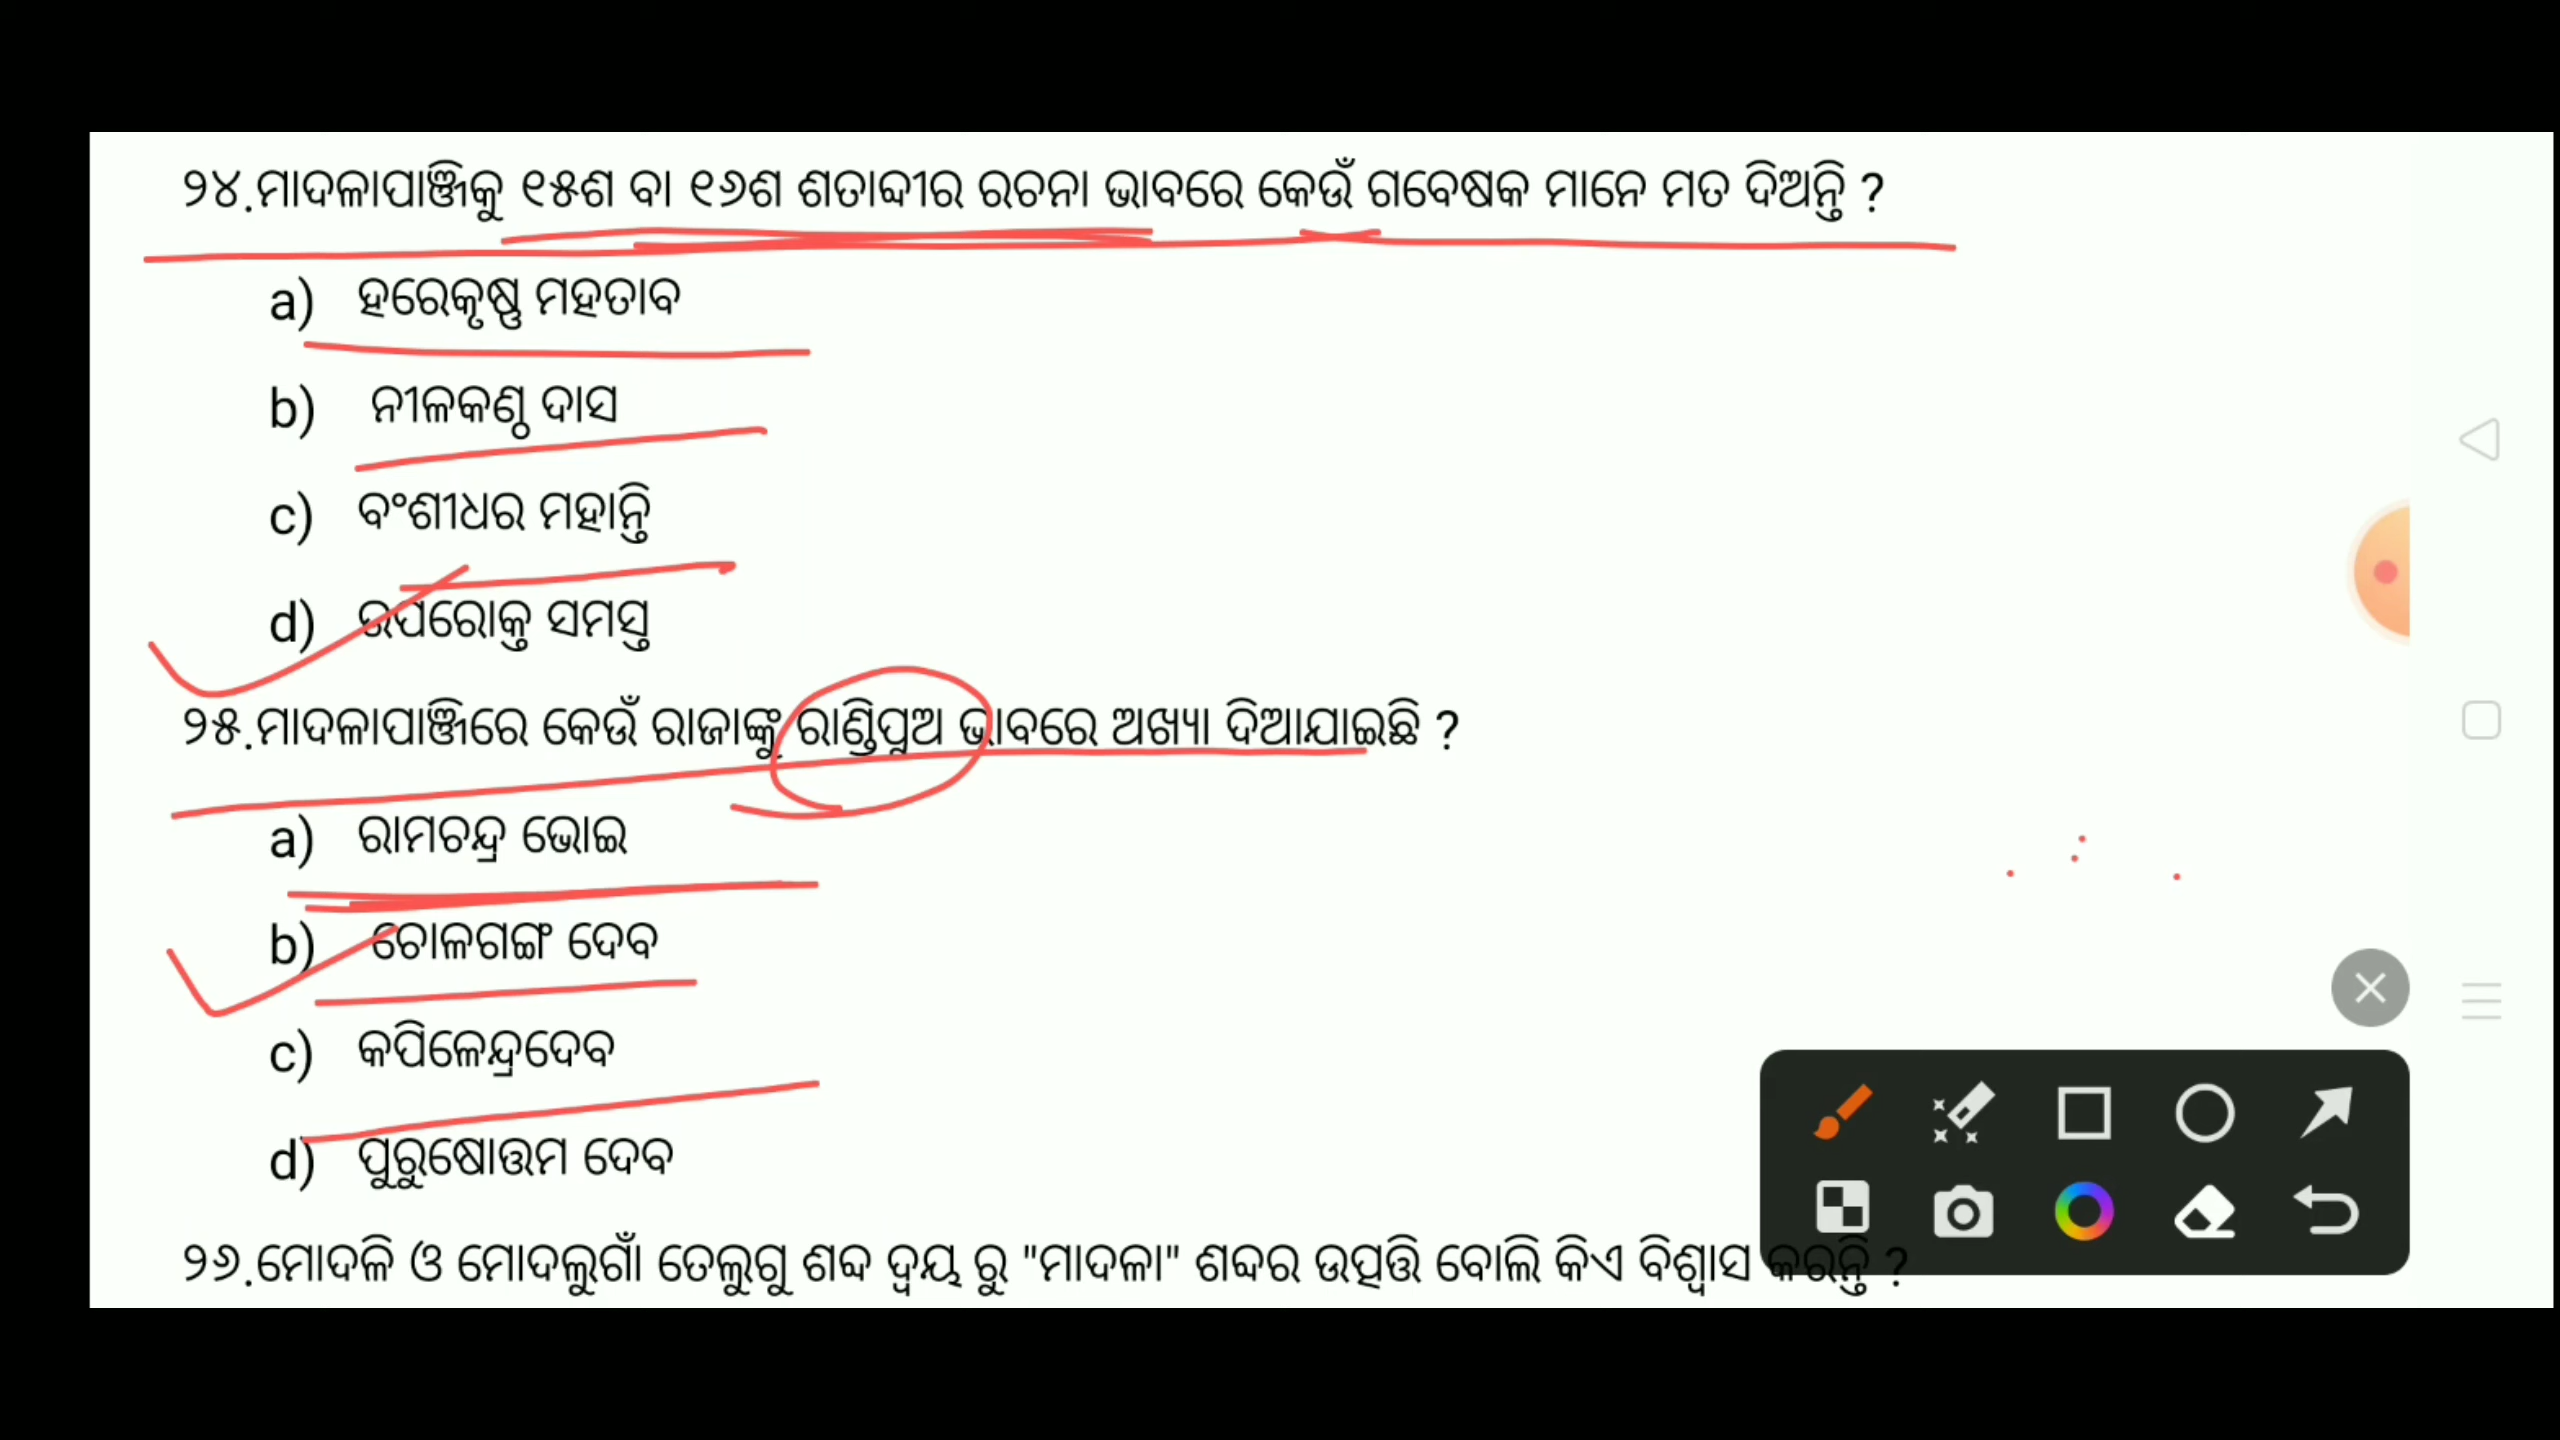 ୨୪.ମାଦଳାପାଞ୍ଜିକୁ ୧୫ଶ ବା ୧୬ଶ ଶତାବ୍ଦୀର ରଚନା ଭାବରେ କେଉଁ ଗବେଷକ ମାନେ ମତ ଦିଅନ୍ତି ?
a) ହରେକୃଷ୍ଣ ମହତାବ
b) ନୀଳକଣ୍ଠ ଦାସ
c) ବଂଶୀଧର ମହାନ୍ତି
d) ଉପରୋକ୍ତ ସମସ୍ତ
୨୫.ମାଦଳାପାଞ୍ଜିରେ କେଉଁ ରାଜାଙ୍କୁ ରାଣ୍ଡିପୁଅ ଭାବରେ ଅଖ୍ୟା ଦିଆଯାଇଛି ?
a) ରାମଚନ୍ଦ୍ର ଭୋଇ
b) ଚୋଳଗଙ୍ଗ ଦେବ
c) କପିଳେନ୍ଦ୍ରଦେବ
d) ପୁରୁଷୋତ୍ତମ ଦେବ
୨୬.ମୋଦଳି ଓ ମୋଦଲୁଗାଁ ତେଲୁଗୁ ଶବ୍ଦ ଦ୍ୱୟ ରୁ "ମାଦଳା" ଶବ୍ଦର ଉତ୍ପତ୍ତି ବୋଲି କିଏ ବିଶ୍ୱାସ କରନ୍ତି ?